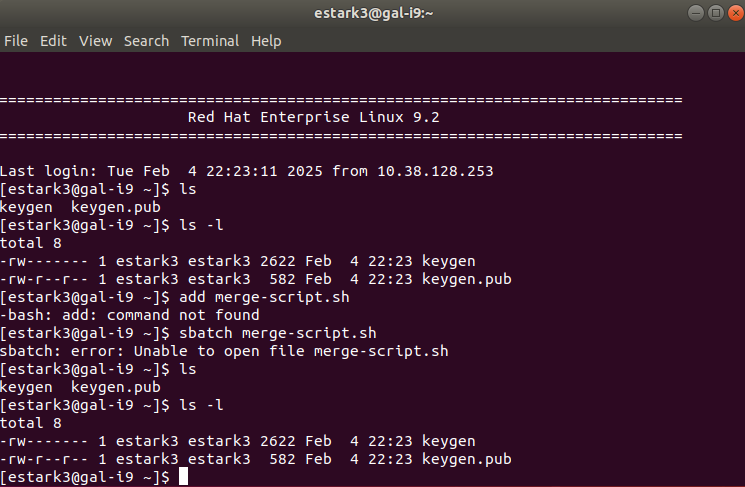 estark3@gal-i9:~
File Edit View Search Terminal Help
============================================================================
Red Hat Enterprise Linux 9.2
============================================================================
Last login: Tue Feb  4 22:23:11 2025 from 10.38.128.253
[estark3@gal-i9 ~]$ ls
keygen  keygen.pub
[estark3@gal-i9 ~]$ ls -l
total 8
-rw------- 1 estark3 estark3 2622 Feb  4 22:23 keygen
-rw-r--r-- 1 estark3 estark3  582 Feb  4 22:23 keygen.pub
[estark3@gal-i9 ~]$ add merge-script.sh
-bash: add: command not found
[estark3@gal-i9 ~]$ sbatch merge-script.sh
sbatch: error: Unable to open file merge-script.sh
[estark3@gal-i9 ~]$ ls
keygen  keygen.pub
[estark3@gal-i9 ~]$ ls -l
total 8
-rw------- 1 estark3 estark3 2622 Feb  4 22:23 keygen
-rw-r--r-- 1 estark3 estark3  582 Feb  4 22:23 keygen.pub
[estark3@gal-i9 ~]$